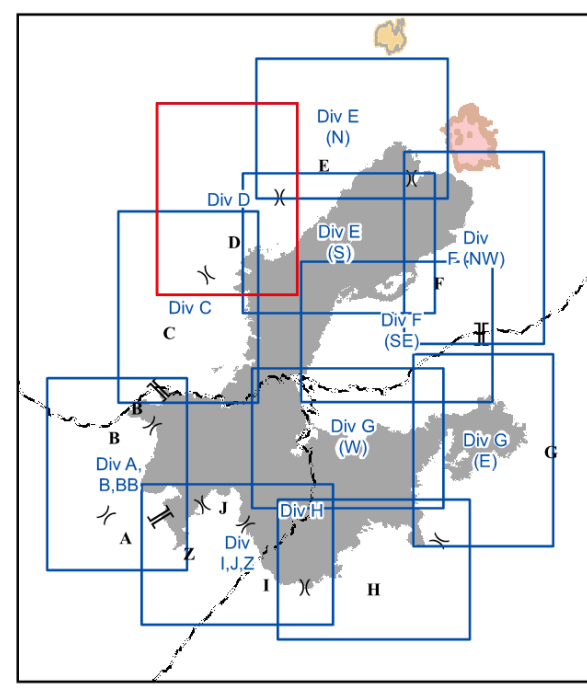 Div E
(N)
E
Div D
Div E
(S)
D
Div
F (NW)
F
Div C
Div F
(SE)
C
B
B
Div G
(W)
Div G
(E)
G
Div A,
B,BB
J
Div H
A
Z
Div
I,J,Z
I
H